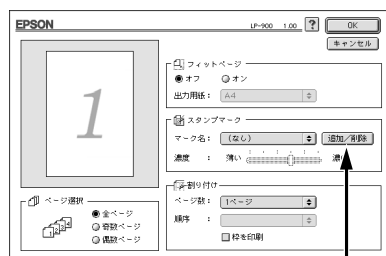 EPSON LP-900 1.00 ? OK
キャンセル
フィットページ
オフ オン
出力用紙： A4
1
スタンプマーク
マーク名： （なし） 追加／削除
濃度 ： 薄い 濃い
割り付け
ページ数： 1ページ
順序 ：
枠を印刷
ページ選択
全ページ
奇数ページ
偶数ページ